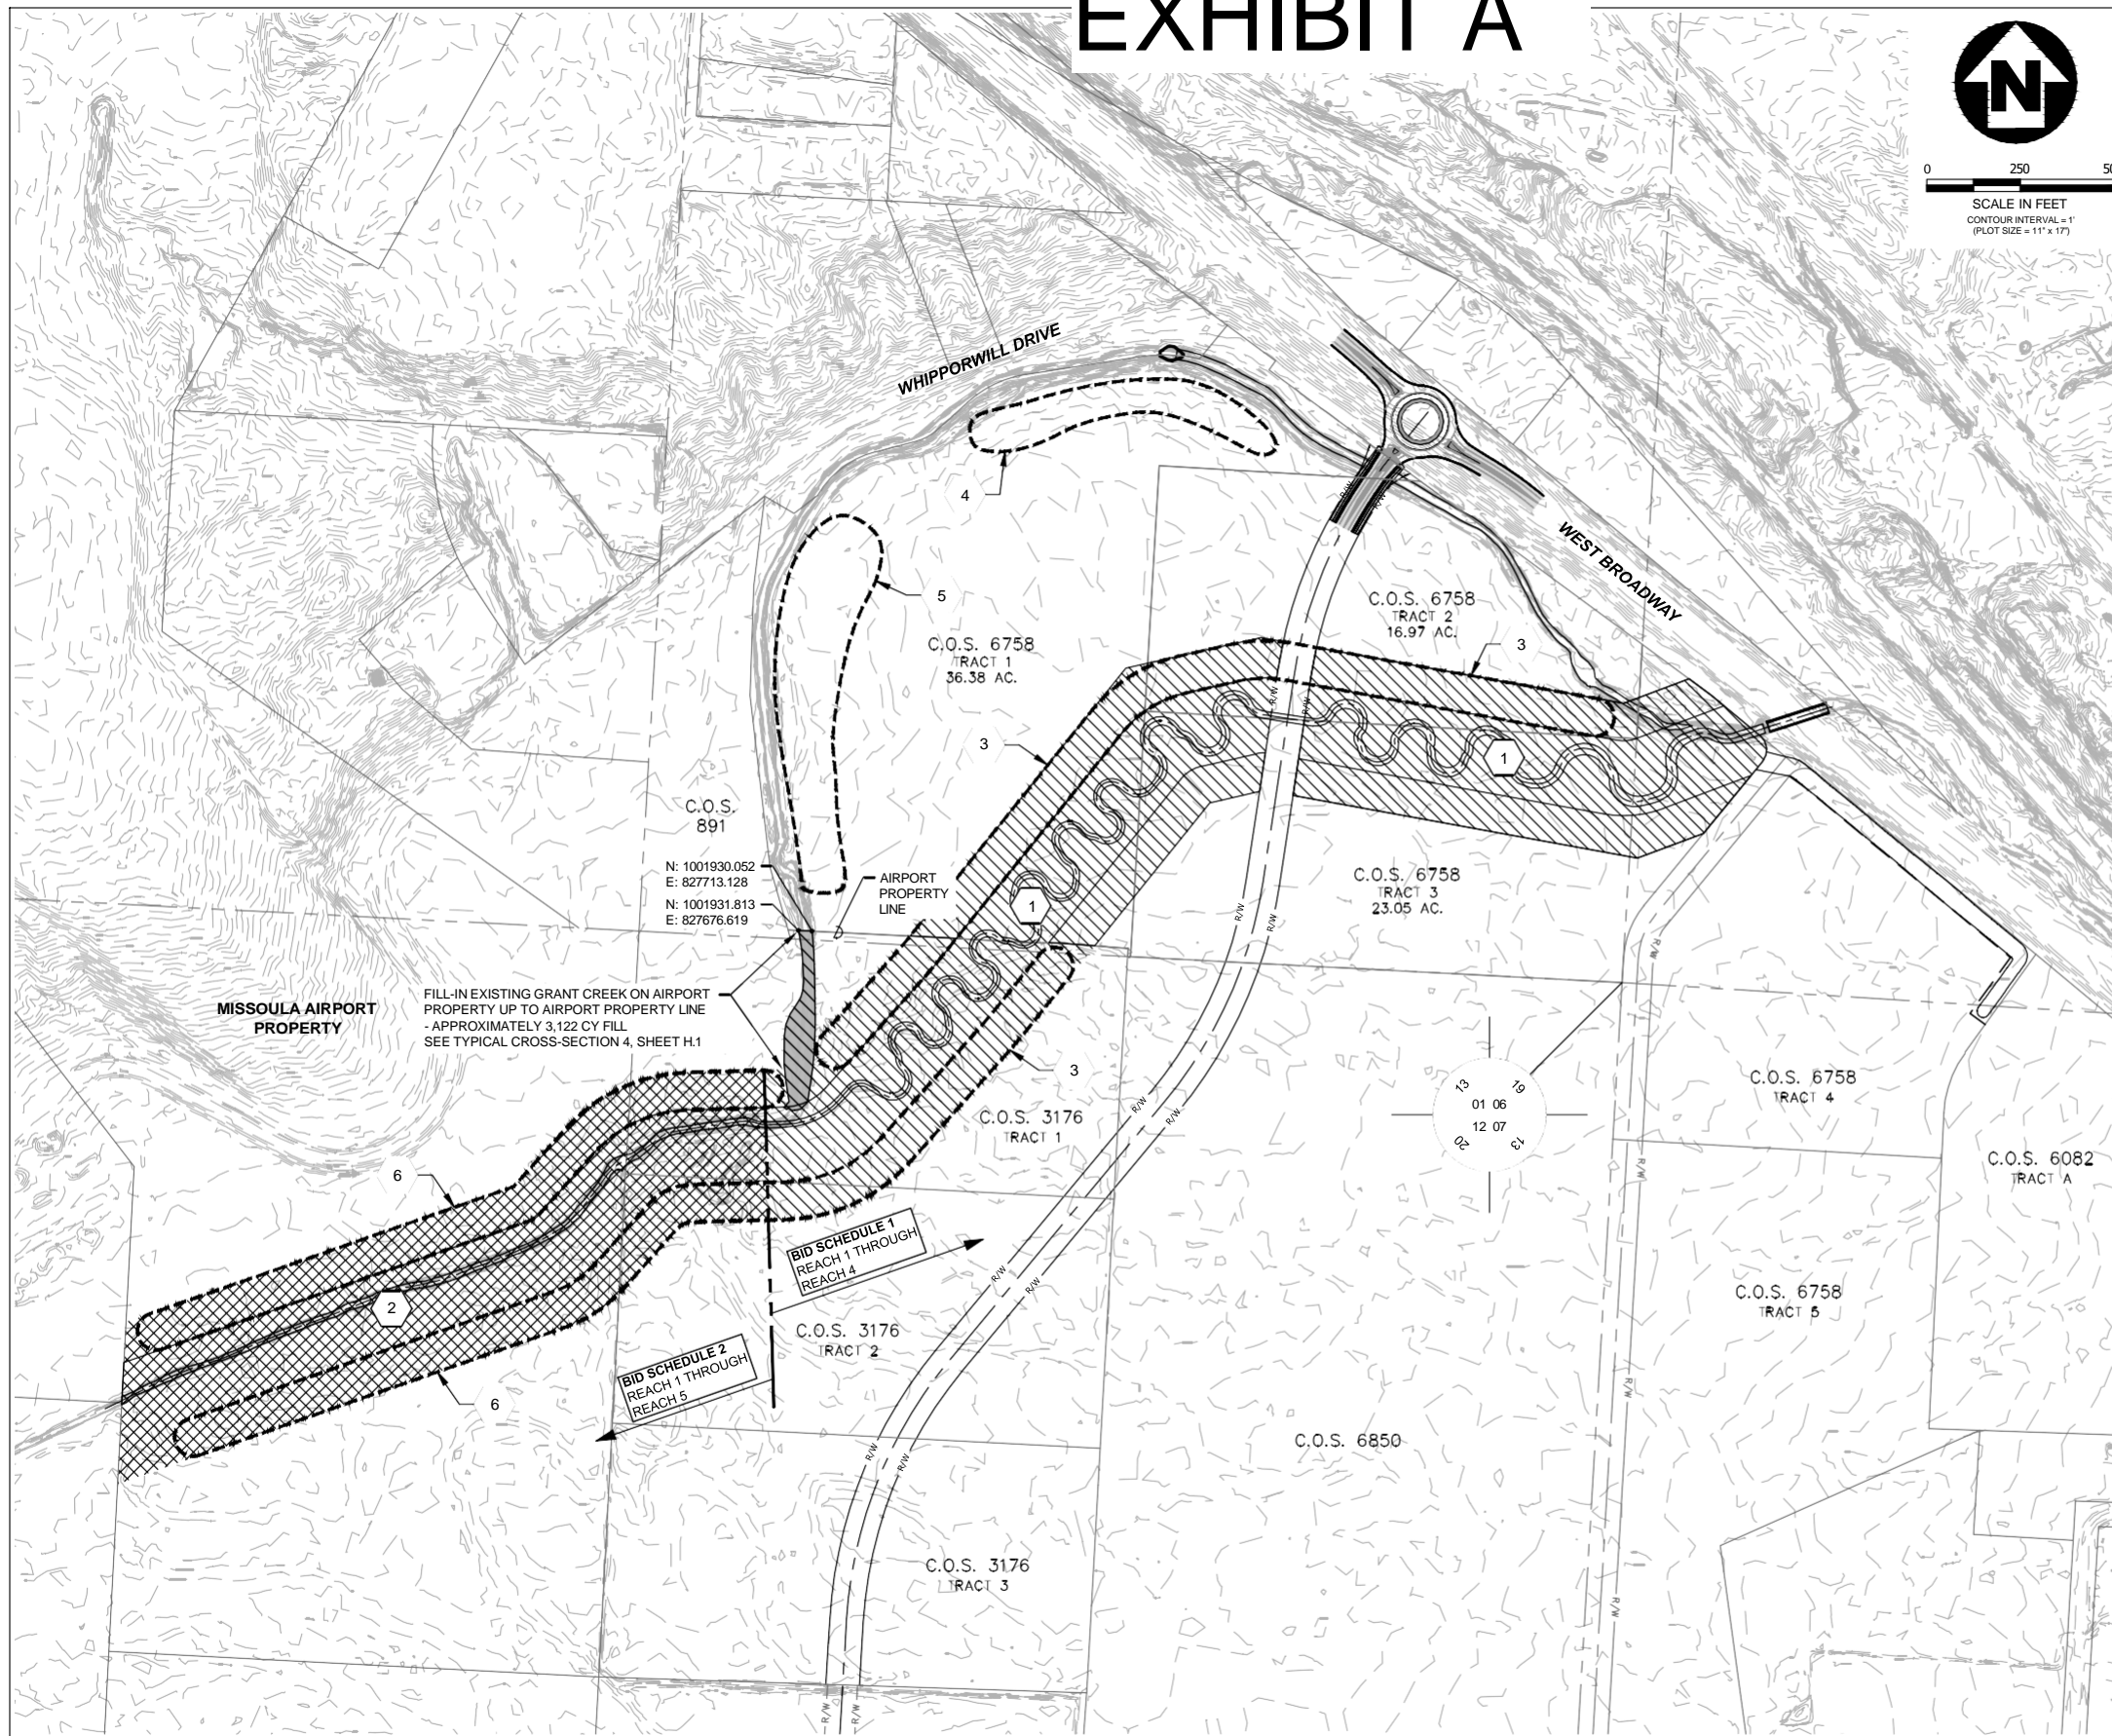 EXHIBIT A
N
0 250
SCALE IN FEET
CONTOUR INTERVAL = 1'
(PLOT SIZE = 11" x 17")
WHIPPORWILL DRIVE
4
R/W
R/W
WEST BROADWAY
5
C.O.S. 6758
TRACT 2
16.97 AC.
3
C.O.S. 6758
TRACT 1
36.38 AC.
R/W
R/W
3
1
C.O.S.
891
N: 1001930.052
E: 827713.128
N: 1001931.813
E: 827676.619
AIRPORT
PROPERTY
LINE
1
C.O.S. 6758
TRACT 3
23.05 AC.
R/W
R/W
R/W
MISSOULA AIRPORT
PROPERTY
FILL-IN EXISTING GRANT CREEK ON AIRPORT
PROPERTY UP TO AIRPORT PROPERTY LINE
- APPROXIMATELY 3,122 CY FILL
SEE TYPICAL CROSS-SECTION 4, SHEET H.1
3
C.O.S. 3176
TRACT 1
R/W
R/W
13 19
01 06
12 07
20 13
C.O.S. 6758
TRACT 4
R/W
C.O.S. 6082
TRACT A
6
BID SCHEDULE 1
REACH 1 THROUGH
REACH 4
R/W
R/W
2
C.O.S. 6758
TRACT 5
C.O.S. 3176
TRACT 2
BID SCHEDULE 2
REACH 1 THROUGH
REACH 5
6
R/W
R/W
R/W
C.O.S. 6850
C.O.S. 3176
TRACT 3
R/W
R/W
R/W